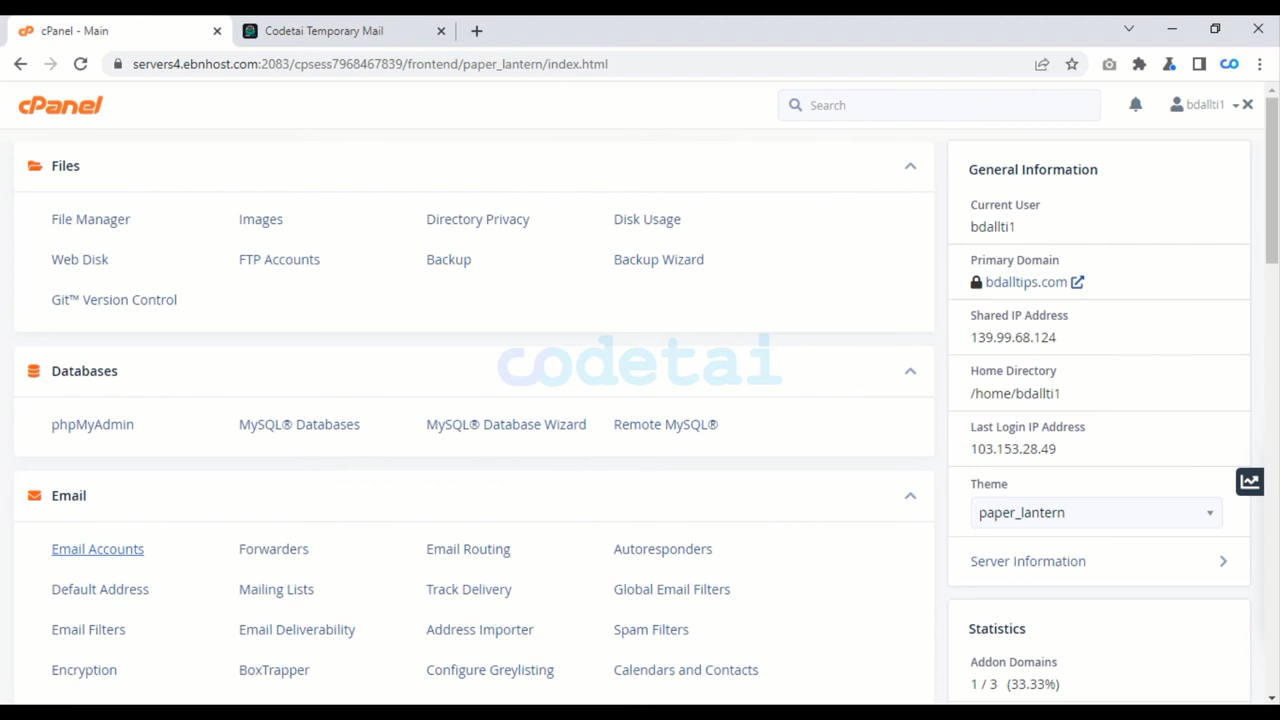 cPanel - Main
Codetai Temporary Mail
servers4.ebnhost.com:2083/cpsess7968467839/frontend/paper_lantern/index.html
cPanel
Search
bdallti1
Files
File Manager Images Directory Privacy Disk Usage
Web Disk FTP Accounts Backup Backup Wizard
Git™ Version Control
Databases
phpMyAdmin MySQL® Databases MySQL® Database Wizard Remote MySQL®
Email
Email Accounts Forwarders Email Routing Autoresponders
Default Address Mailing Lists Track Delivery Global Email Filters
Email Filters Email Deliverability Address Importer Spam Filters
Encryption BoxTrapper Configure Greylisting Calendars and Contacts
codetai
General Information
Current User
bdallti1
Primary Domain
bdalltips.com
Shared IP Address
139.99.68.124
Home Directory
/home/bdallti1
Last Login IP Address
103.153.28.49
Theme
paper_lantern
Server Information
Statistics
Addon Domains
1 / 3 (33.33%)